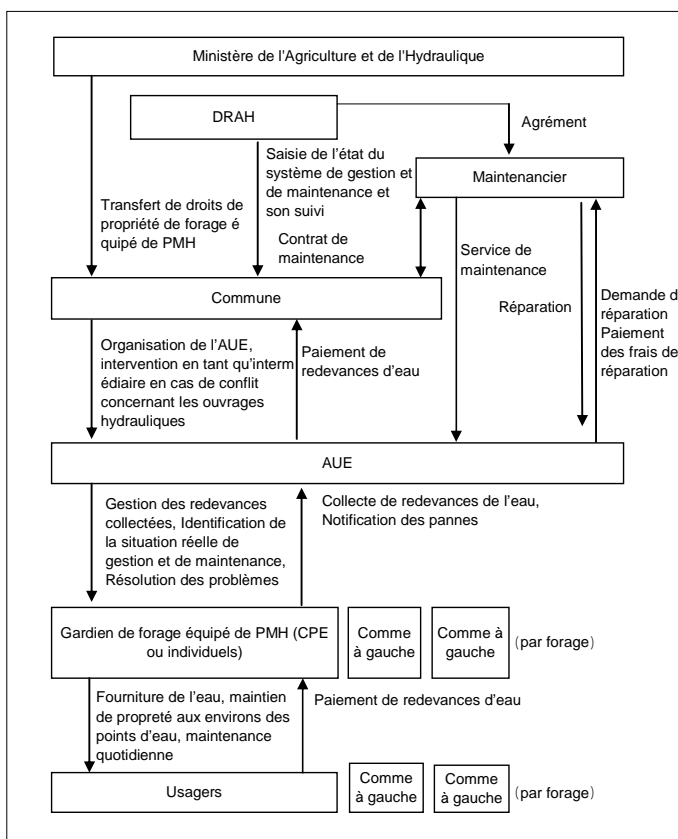 Ministère de l'Agriculture et de l'Hydraulique
DRAH
Agrément
Saisie de l'état du
système de gestion et
de maintenance et
son suivi
Maintenancier
Transfert de droits de
propriété de forage é
quipé de PMH
Contrat de
maintenance
Service de
maintenance
Commune
Réparation
Demande d
réparation
Paiement
des frais de
réparation
Organisation de l'AUE,
intervention en tant qu'interm
édiaire en cas de conflit
concernant les ouvrages
hydrauliques
Paiement de
redevances d'eau
AUE
Gestion des redevances
collectées, Identification de
la situation réelle de
gestion et de maintenance,
Résolution des problèmes
Collecte de redevances de l'eau,
Notification des pannes
Gardien de forage équipé de PMH (CPE
ou individuels)
Comme
à gauche
Comme à
gauche
(par forage)
Fourniture de l'eau, maintien
de propreté aux environs des
points d'eau, maintenance
quotidienne
Paiement de redevances d'eau
Usagers
Comme
à gauche
Comme
à gauche
(par forage)